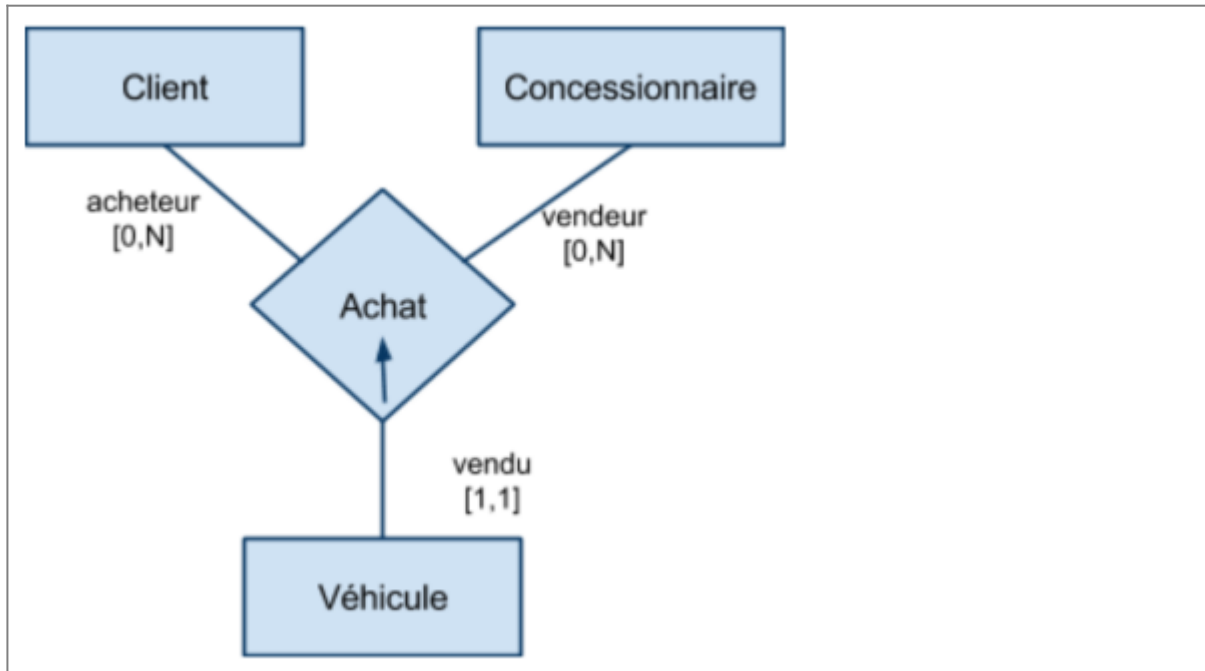 Client
Concessionnaire
acheteur
[0,N]
vendeur
[0,N]
Achat
vendu
[1,1]
Véhicule